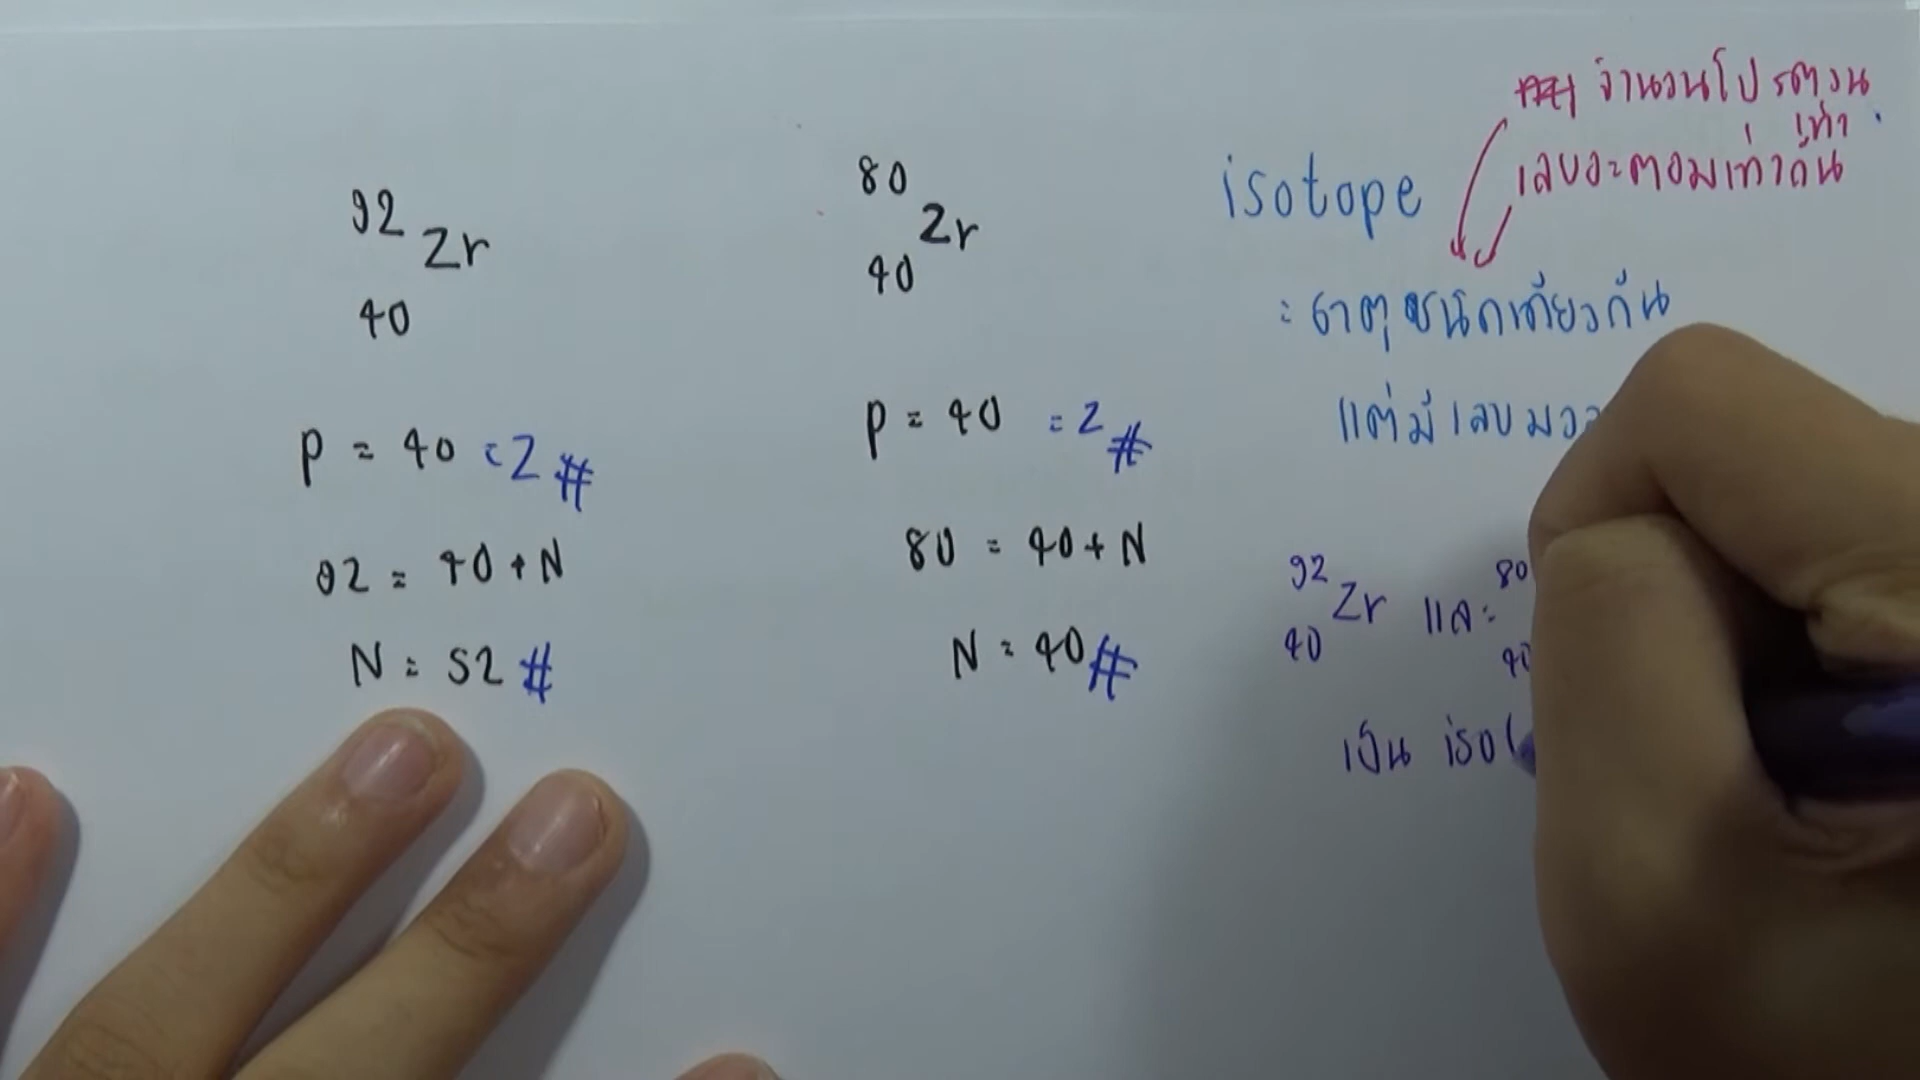 92
Zr
40
P = 40 = Z #
92 = 40 + N
N = 52 #
80
Zr
40
P = 40 = Z #
80 = 40 + N
N = 40 #
จำนวนโปรตอน
เท่า
เลขอะตอมเท่ากัน
isotope
= ธาตุชนิดเดียวกัน
แต่มีเลขมวล
92 80
Zr และ
40 40
เป็น iso